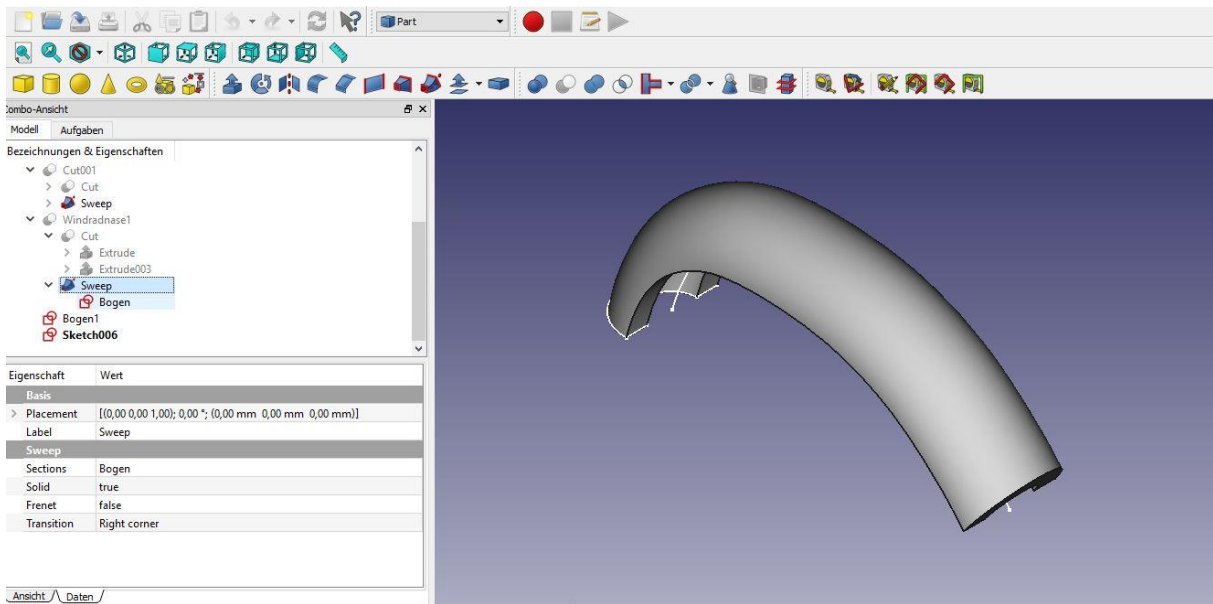 Part
Combo-Ansicht
Modell Aufgaben
Bezeichnungen & Eigenschaften
Cut001
Cut
Sweep
Windradnase1
Cut
Extrude
Extrude003
Sweep
Bogen
Bogen1
Sketch006
Eigenschaft Wert
Basis
Placement [(0,00 0,00 1,00); 0,00 °; (0,00 mm 0,00 mm 0,00 mm)]
Label Sweep
Sweep
Sections Bogen
Solid true
Frenet false
Transition Right corner
Ansicht Daten